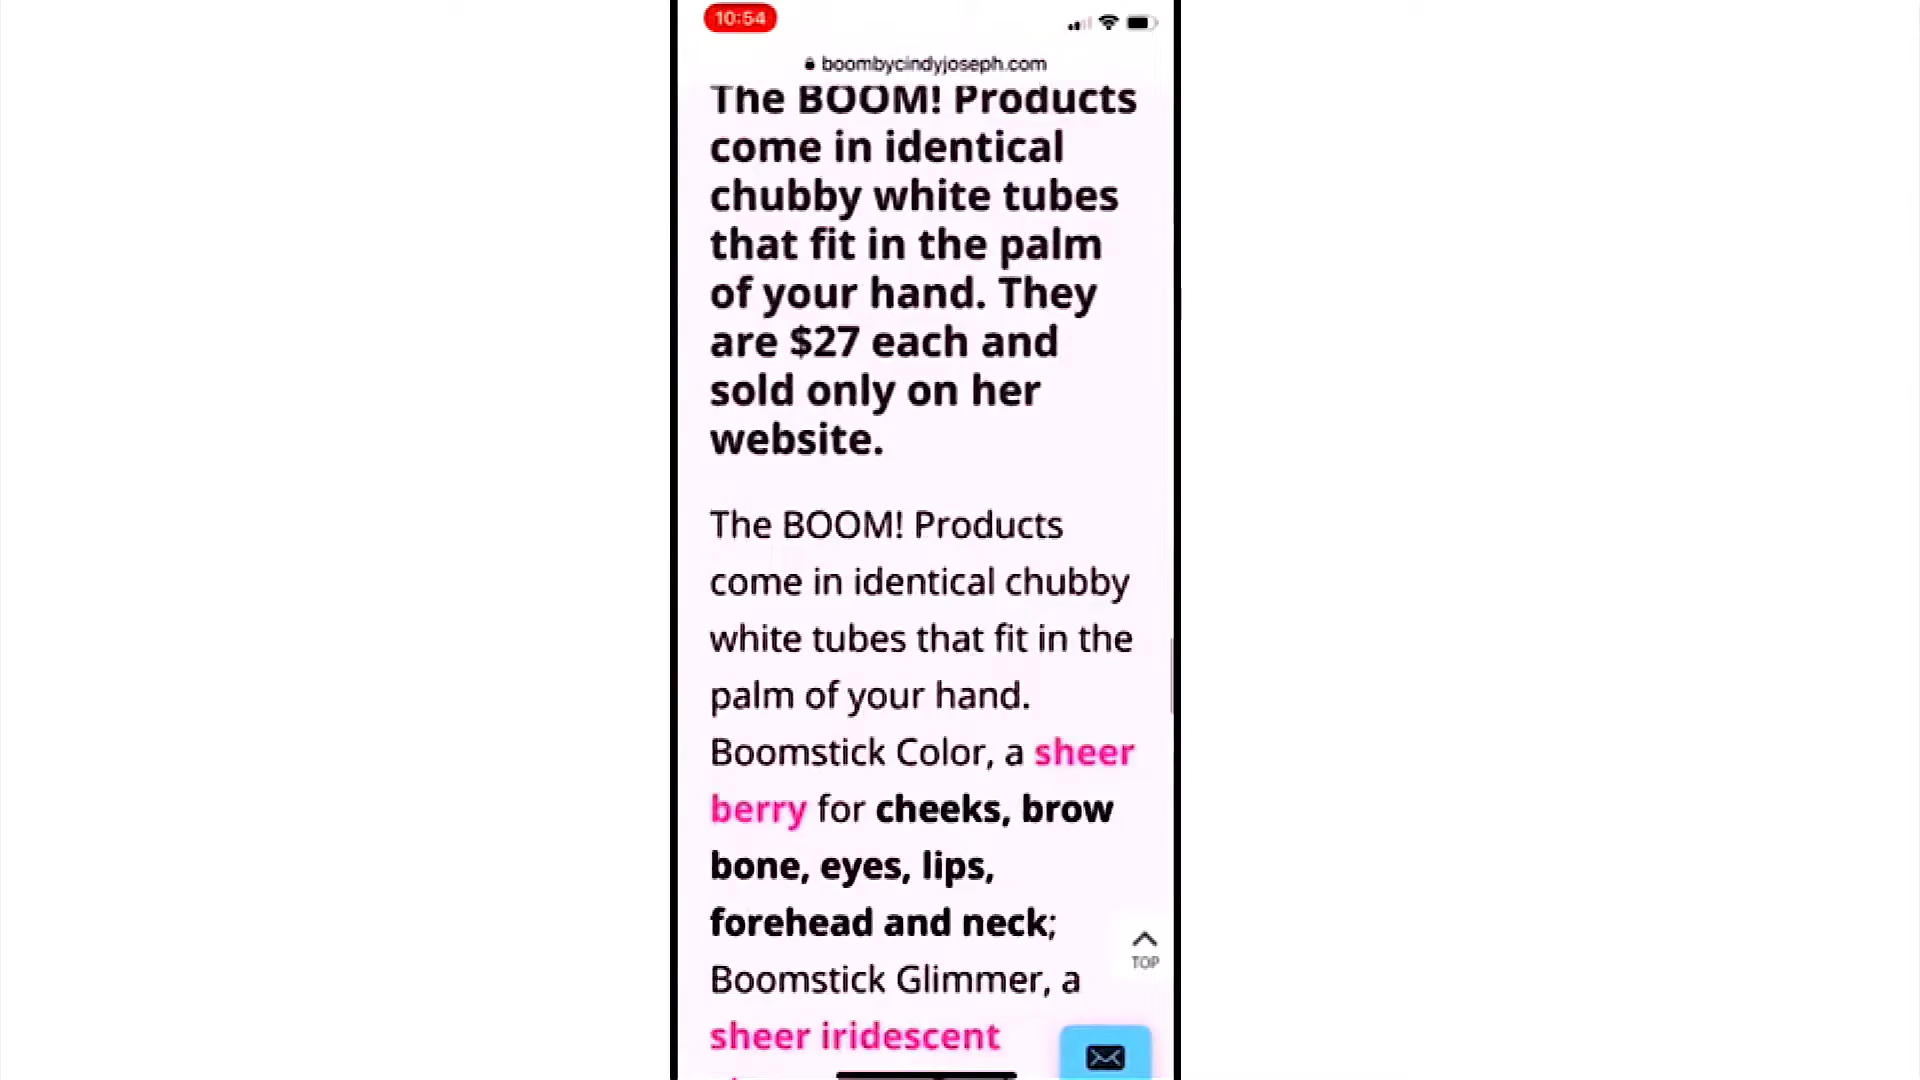 10:54
boombycindyjoseph.com
The BOOM! Products
come in identical
chubby white tubes
that fit in the palm
of your hand. They
are $27 each and
sold only on her
website.
The BOOM! Products
come in identical chubby
white tubes that fit in the
palm of your hand.
Boomstick Color, a sheer
berry for cheeks, brow
bone, eyes, lips,
forehead and neck;
Boomstick Glimmer, a
TOP
sheer iridescent